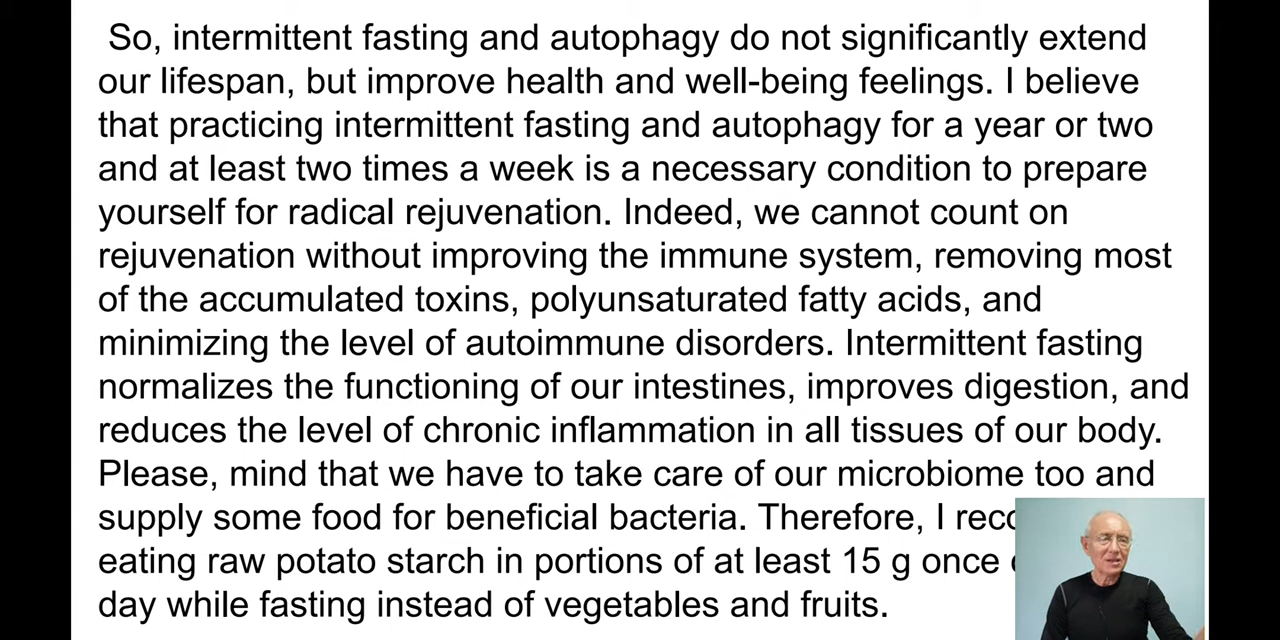 So, intermittent fasting and autophagy do not significantly extend
our lifespan, but improve health and well-being feelings. I believe
that practicing intermittent fasting and autophagy for a year or two
and at least two times a week is a necessary condition to prepare
yourself for radical rejuvenation. Indeed, we cannot count on
rejuvenation without improving the immune system, removing most
of the accumulated toxins, polyunsaturated fatty acids, and
minimizing the level of autoimmune disorders. Intermittent fasting
normalizes the functioning of our intestines, improves digestion, and
reduces the level of chronic inflammation in all tissues of our body.
Please, mind that we have to take care of our microbiome too and
supply some food for beneficial bacteria. Therefore, I
eating raw potato starch in portions of at least 15 g once
day while fasting instead of vegetables and fruits.